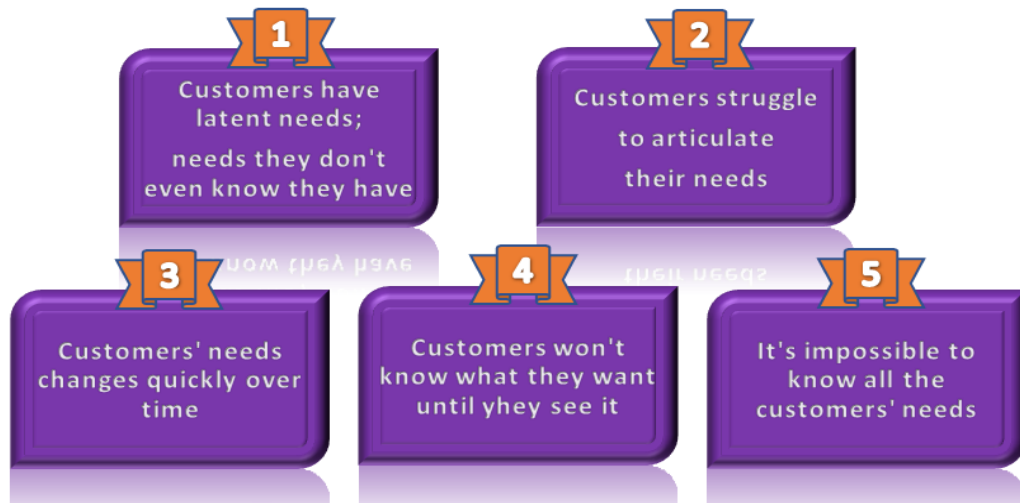 1
Customers have
latent needs;
needs they don't
even know they have
2
Customers struggle
to articulate
their needs
3
Customers' needs
changes quickly over
time
4
Customers won't
know what they want
until yhey see it
5
It's impossible to
know all the
customers' needs